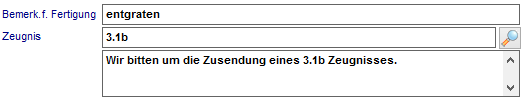 Bemerk.f. Fertigung entgraten
Zeugnis 3.1b
Wir bitten um die Zusendung eines 3.1b Zeugnisses.